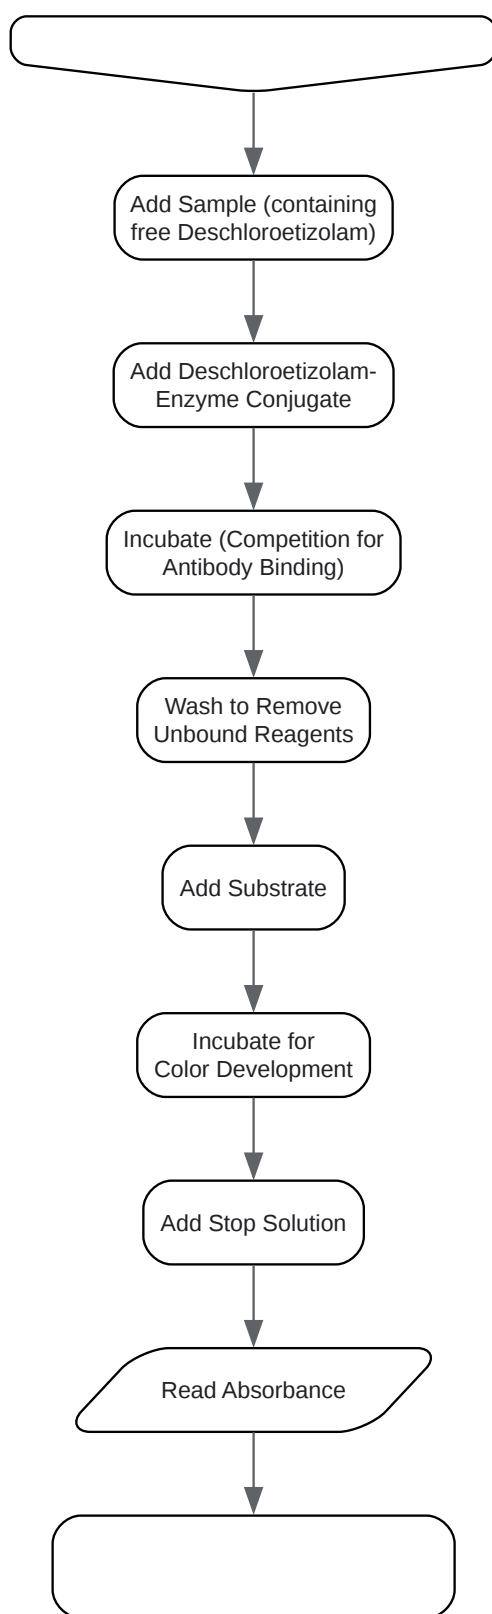 Add Sample (containing
free Deschloroetizolam)
Add Deschloroetizolam-
Enzyme Conjugate
Incubate (Competition for
Antibody Binding)
Wash to Remove
Unbound Reagents
Add Substrate
Incubate for
Color Development
Add Stop Solution
Read Absorbance